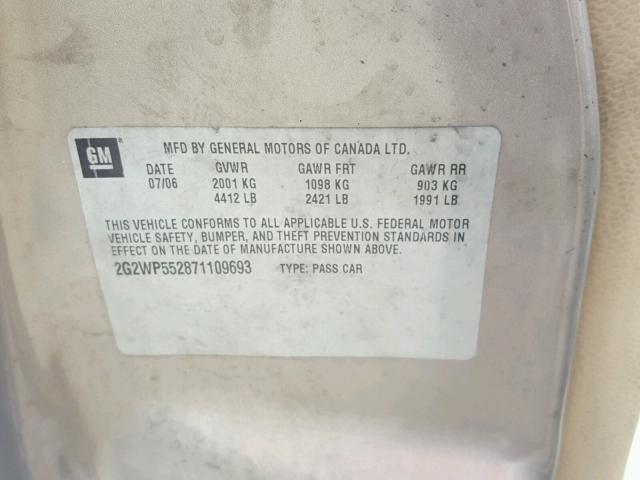 GM
MFD BY GENERAL MOTORS OF CANADA LTD.
DATE GVWR GAWR FRT GAWR RR
07/06 2001 KG 1098 KG 903 KG
4412 LB 2421 LB 1991 LB
THIS VEHICLE CONFORMS TO ALL APPLICABLE U.S. FEDERAL MOTOR
VEHICLE SAFETY, BUMPER, AND THEFT PREVENTION STANDARDS IN
EFFECT ON THE DATE OF MANUFACTURE SHOWN ABOVE.
2G2WP552871109693 TYPE: PASS CAR